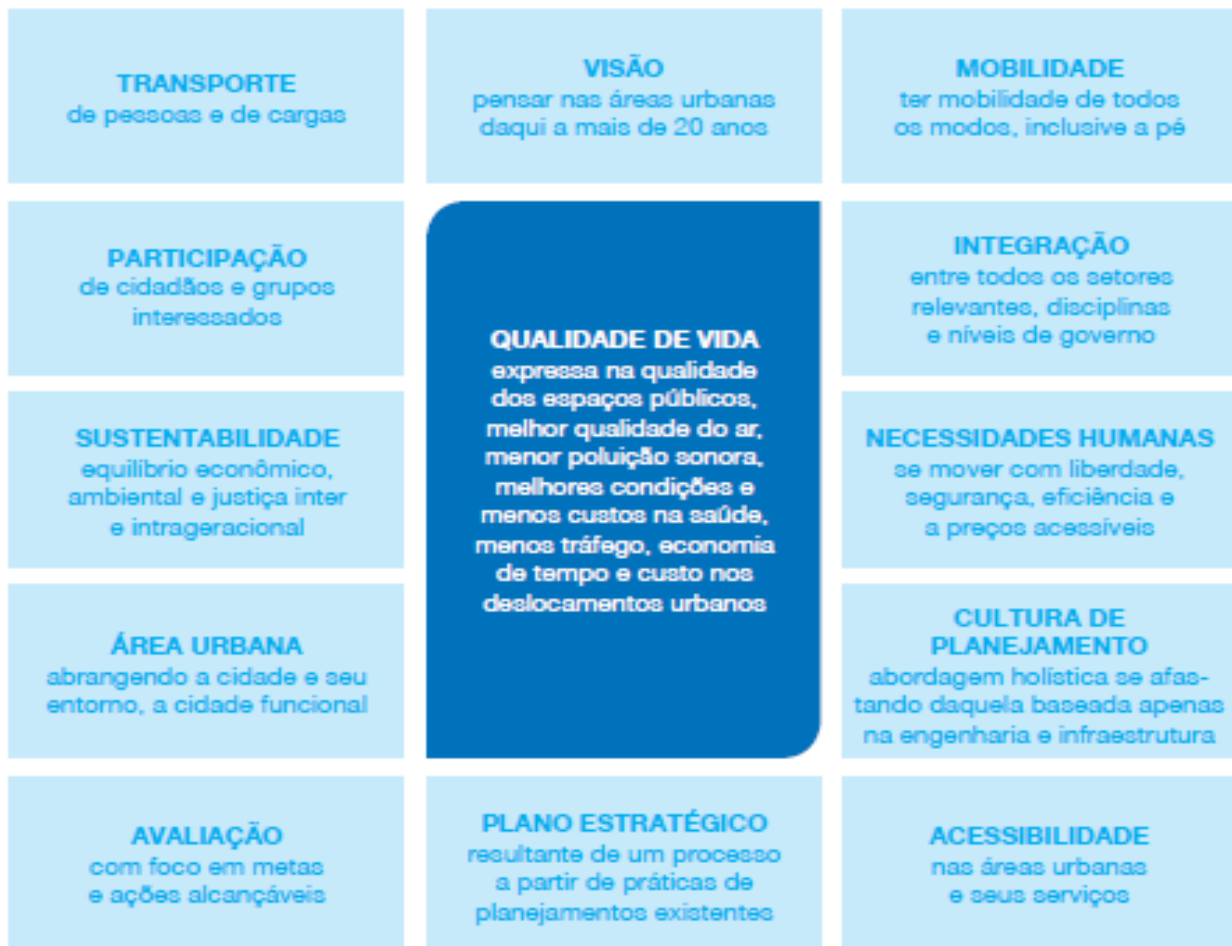 TRANSPORTE
de pessoas e de cargas
VISÃO
pensar nas áreas urbanas
daqui a mais de 20 anos
MOBILIDADE
ter mobilidade de todos
os modos, inclusive a pé
PARTICIPAÇÃO
de cidadãos e grupos
interessados
QUALIDADE DE VIDA
expressa na qualidade
dos espaços públicos,
melhor qualidade do ar,
menor poluição sonora,
melhores condições e
menos custos na saúde,
menos tráfego, economia
de tempo e custo nos
deslocamentos urbanos
INTEGRAÇÃO
entre todos os setores
relevantes, disciplinas
e níveis de governo
SUSTENTABILIDADE
equilíbrio econômico,
ambiental e justiça inter
e intrageracional
NECESSIDADES HUMANAS
se mover com liberdade,
segurança, eficiência e
a preços acessíveis
ÁREA URBANA
abrangendo a cidade e seu
entorno, a cidade funcional
CULTURA DE
PLANEJAMENTO
abordagem holística se afas-
tando daquela baseada apenas
na engenharia e infraestrutura
AVALIAÇÃO
com foco em metas
e ações alcançáveis
PLANO ESTRATÉGICO
resultante de um processo
a partir de práticas de
planejamentos existentes
ACESSIBILIDADE
nas áreas urbanas
e seus serviços